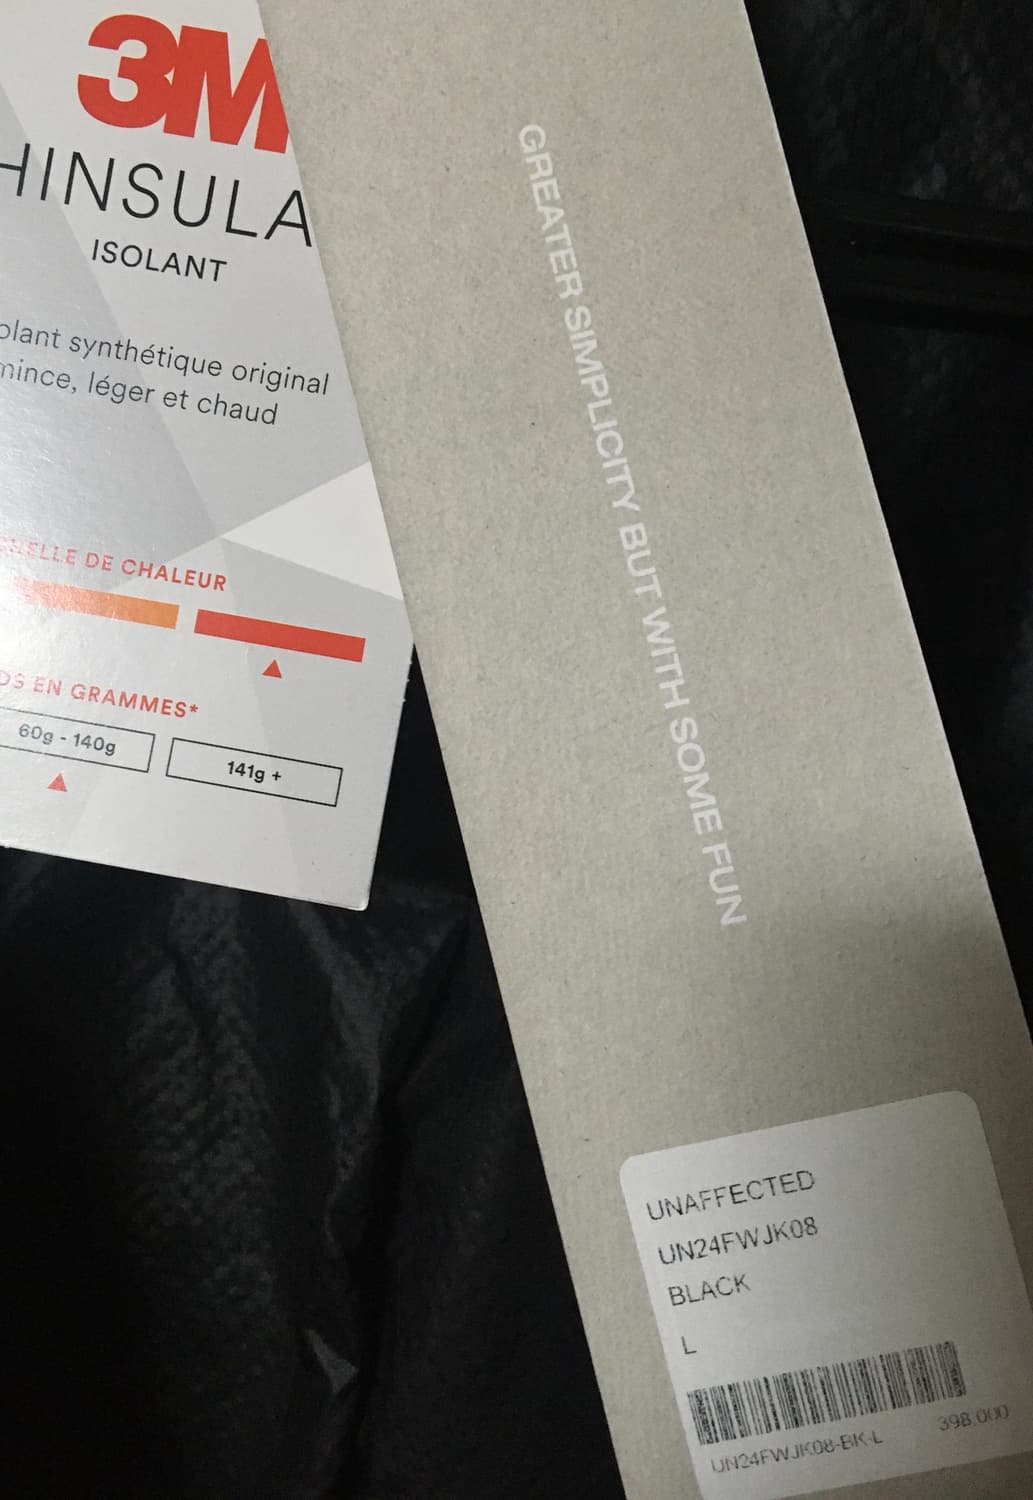 3M
HINSULA
ISOLANT
olant synthétique original
mince, léger et chaud
ELLE DE CHALEUR
DS EN GRAMMES*
60g - 140g
141g +
GREATER SIMPLICITY BUT WITH SOME FUN
UNAFFECTED
UN24FWJK08
BLACK
L
398,000
UN24FWJK08-BK-L